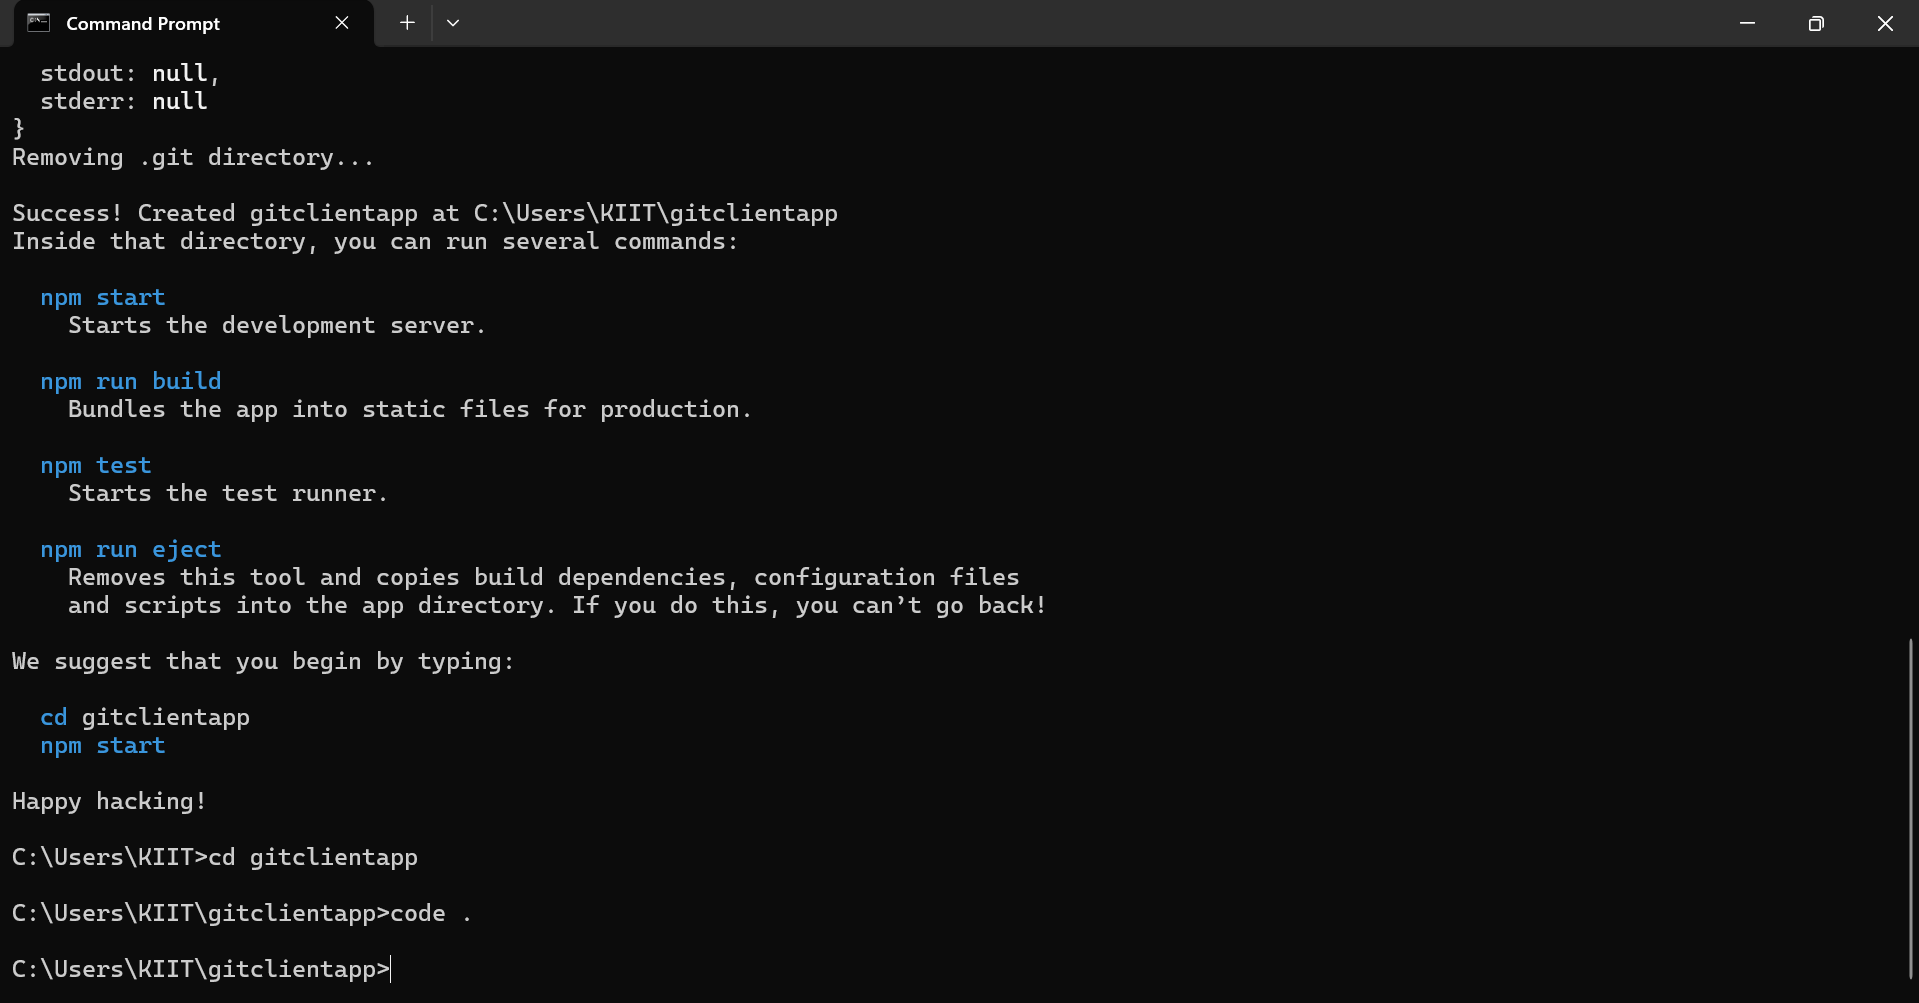 Command Prompt
stdout: null,
stderr: null
}
Removing .git directory...
Success! Created gitclientapp at C:\Users\KIIT\gitclientapp
Inside that directory, you can run several commands:
npm start
Starts the development server.
npm run build
Bundles the app into static files for production.
npm test
Starts the test runner.
npm run eject
Removes this tool and copies build dependencies, configuration files
and scripts into the app directory. If you do this, you can’t go back!
We suggest that you begin by typing:
cd gitclientapp
npm start
Happy hacking!
C:\Users\KIIT>cd gitclientapp
C:\Users\KIIT\gitclientapp>code .
C:\Users\KIIT\gitclientapp>